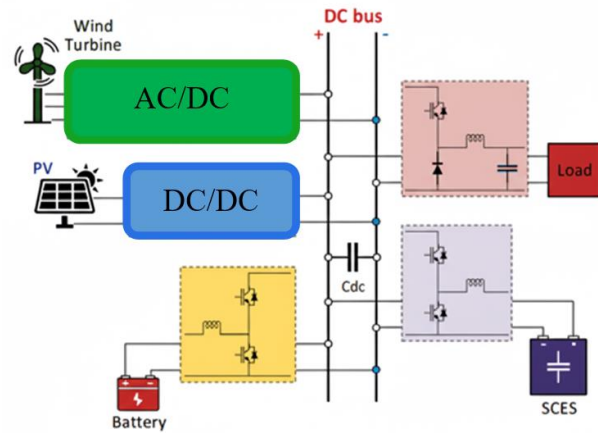 DC bus
+ -
Wind
Turbine
AC/DC
PV
DC/DC
Load
Cdc
+ -
Battery
- +
SCES